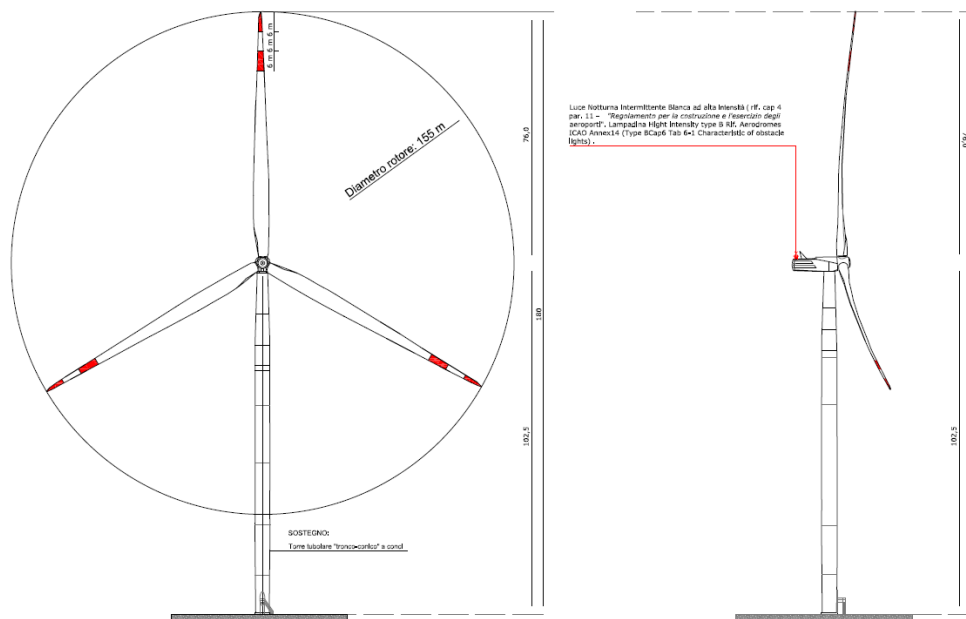 6 m 6 m 6 m
Diametro rotore: 155 m
76,0
180
102,5
SOSTEGNO:
Torre tubolare "tronco-conico" a conci
Luce Notturna Intermittente Bianca ad alta Intensità ( rif. cap 4
par. 11 – "Regolamento per la costruzione e l'esercizio degli
aeroporti". Lampadina Hight Intensity type B Rif. Aerodromes
ICAO Annex14 (Type BCap6 Tab 6-1 Characteristic of obstacle
lights) .
76,0
102,5